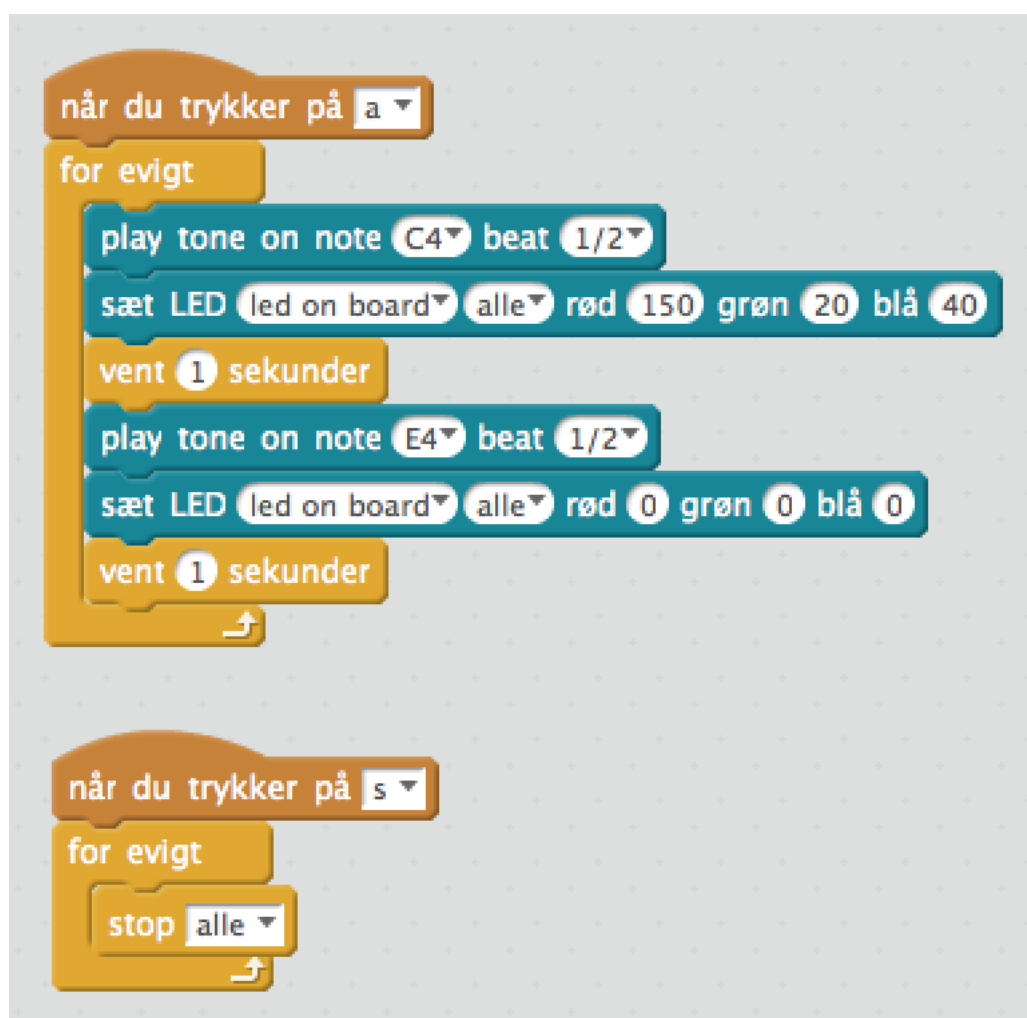 når du trykker på a
for evigt
play tone on note C4 beat 1/2
sæt LED led on board alle rød 150 grøn 20 blå 40
vent 1 sekunder
play tone on note E4 beat 1/2
sæt LED led on board alle rød 0 grøn 0 blå 0
vent 1 sekunder
når du trykker på s
for evigt
stop alle